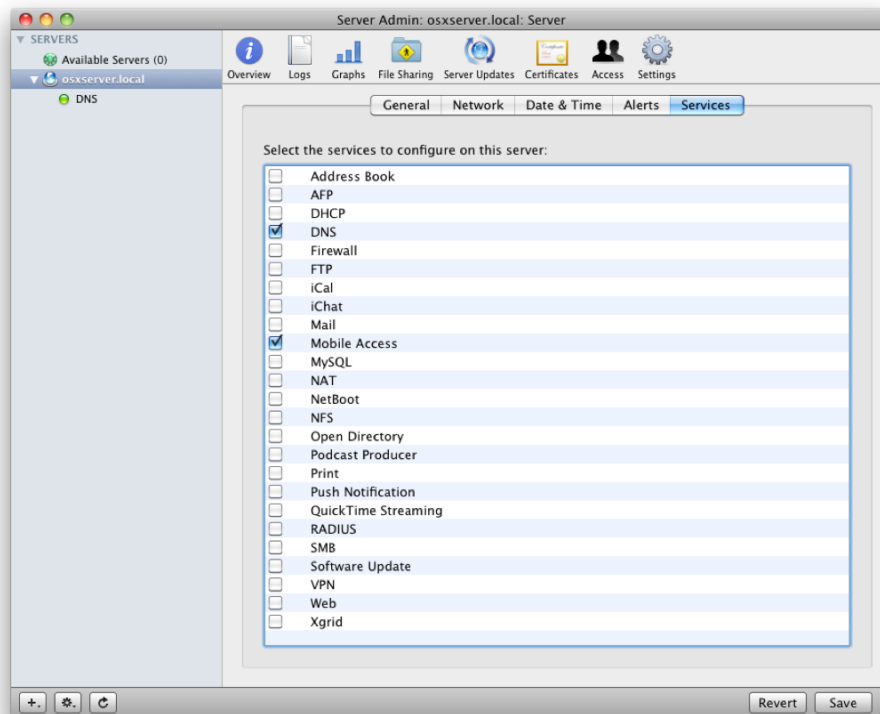 Server Admin: osxserver.local: Server
SERVERS
Available Servers (0)
osxserver.local
DNS
Overview Logs Graphs File Sharing Server Updates Certificates Access Settings
General Network Date & Time Alerts Services
Select the services to configure on this server:
Address Book
AFP
DHCP
DNS
Firewall
FTP
iCal
iChat
Mail
Mobile Access
MySQL
NAT
NetBoot
NFS
Open Directory
Podcast Producer
Print
Push Notification
QuickTime Streaming
RADIUS
SMB
Software Update
VPN
Web
Xgrid
Revert Save